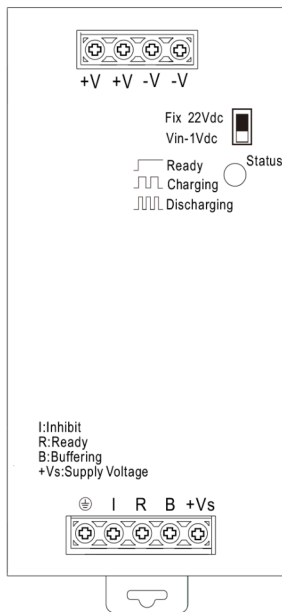 +V +V -V -V
Fix 22Vdc
Vin-1Vdc
Status
Ready
Charging
Discharging
I:Inhibit
R:Ready
B:Buffering
+Vs:Supply Voltage
⏚ I R B +Vs